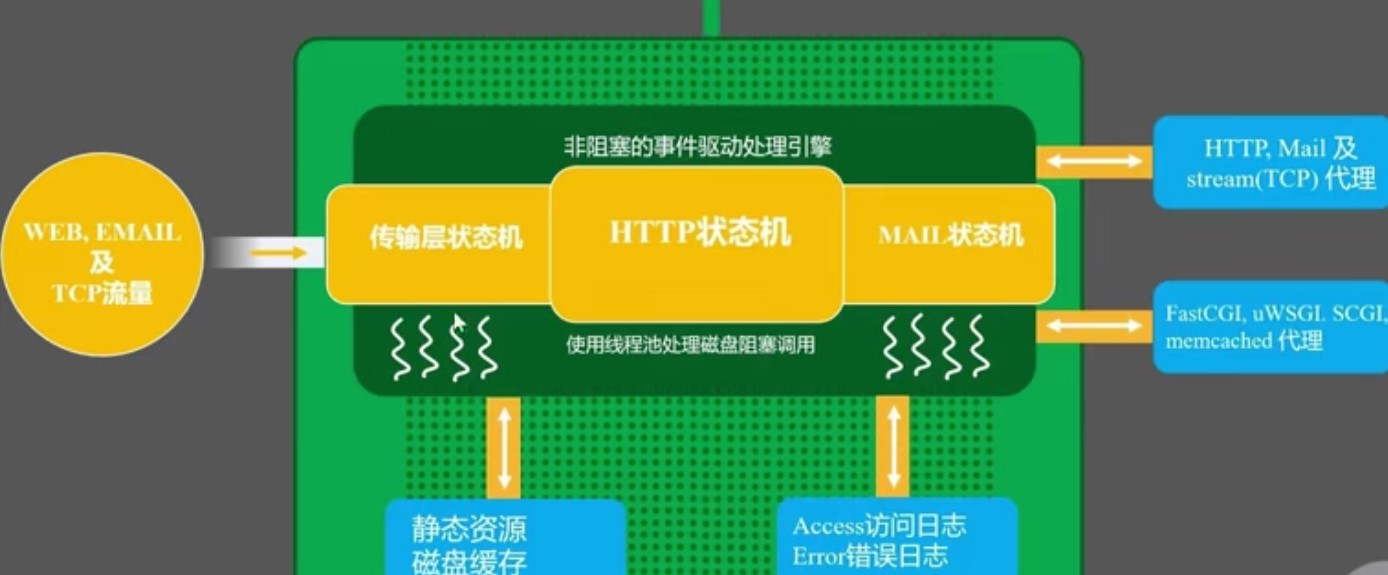 非阻塞的事件驱动处理引擎
HTTP, Mail 及
stream(TCP) 代理
WEB, EMAIL
及
TCP流量
传输层状态机
HTTP状态机
MAIL状态机
FastCGI, uWSGI. SCGI,
memcached 代理
使用线程池处理磁盘阻塞调用
静态资源
磁盘缓存
Access访问日志
Error错误日志